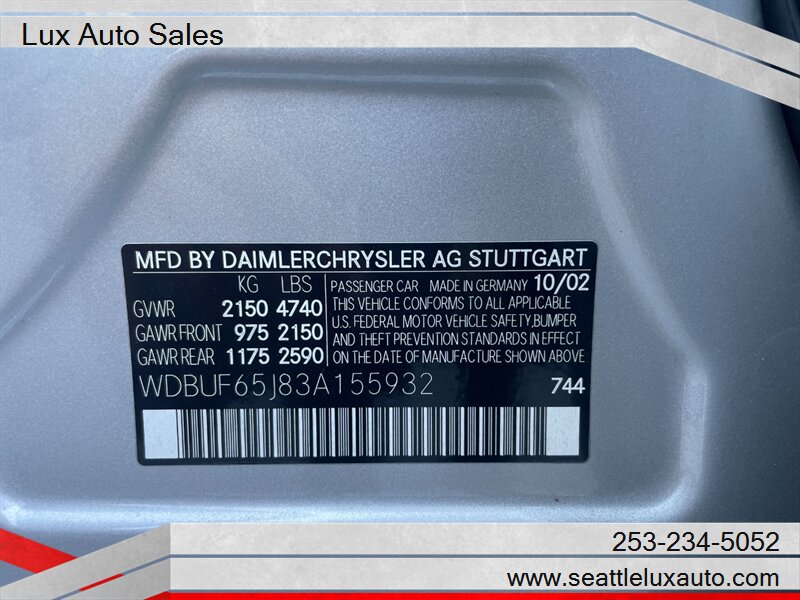 Lux Auto Sales
MFD BY DAIMLERCHRYSLER AG STUTTGART
KG LBS PASSENGER CAR MADE IN GERMANY 10/02
GVWR 2150 4740 THIS VEHICLE CONFORMS TO ALL APPLICABLE
U.S. FEDERAL MOTOR VEHICLE SAFETY,BUMPER
GAWR FRONT 975 2150 AND THEFT PREVENTION STANDARDS IN EFFECT
GAWR REAR 1175 2590 ON THE DATE OF MANUFACTURE SHOWN ABOVE
WDBUF65J83A155932 744
253-234-5052
www.seattleluxauto.com